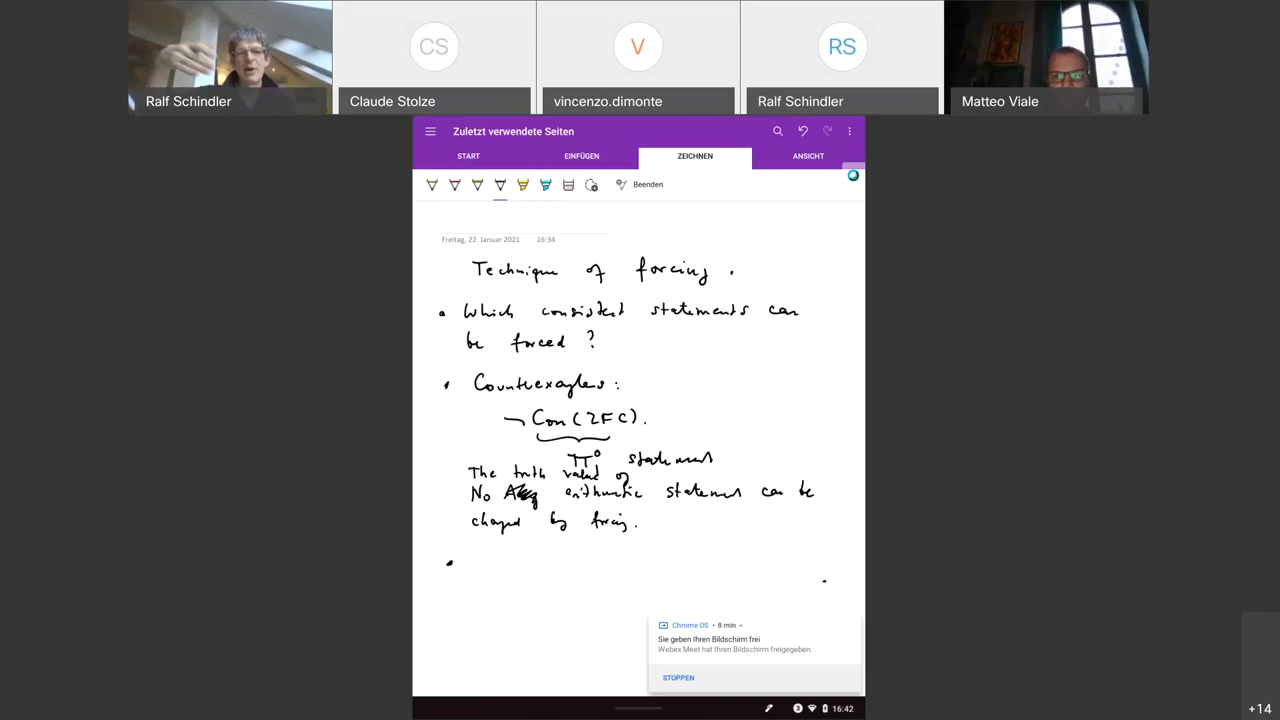 CS
V
RS
Ralf Schindler
Claude Stolze
vincenzo.dimonte
Ralf Schindler
Matteo Viale
Zuletzt verwendete Seiten
START
EINFÜGEN
ZEICHNEN
ANSICHT
Beenden
Freitag, 22. Januar 2021 16:34
Technique of forcing.
• Which consistent statements can
be forced ?
• Counterexamples :
¬ Con(ZFC).
Π⁰ statement
The truth value of
No arithmetic statement can be
changed by forcing.
•
Chrome OS • 8 min
Sie geben Ihren Bildschirm frei
Webex Meet hat Ihren Bildschirm freigegeben.
STOPPEN
3 16:42
+14